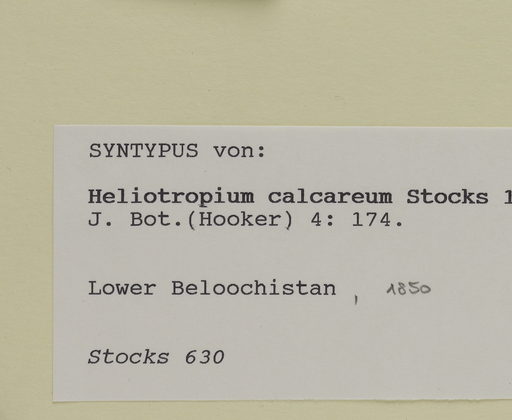 SYNTYPUS von:
Heliotropium calcareum Stocks 1
J. Bot.(Hooker) 4: 174.
Lower Beloochistan , 1850
Stocks 630